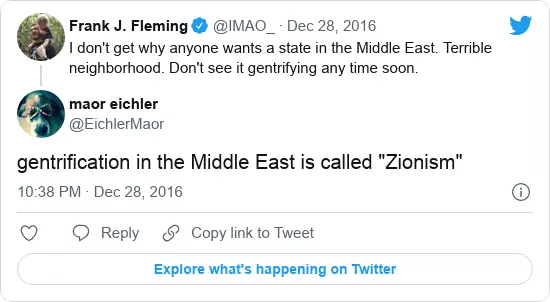 Frank J. Fleming @IMAO_ · Dec 28, 2016
I don't get why anyone wants a state in the Middle East. Terrible
neighborhood. Don't see it gentrifying any time soon.
maor eichler
@EichlerMaor
gentrification in the Middle East is called "Zionism"
10:38 PM · Dec 28, 2016
Reply
Copy link to Tweet
Explore what's happening on Twitter